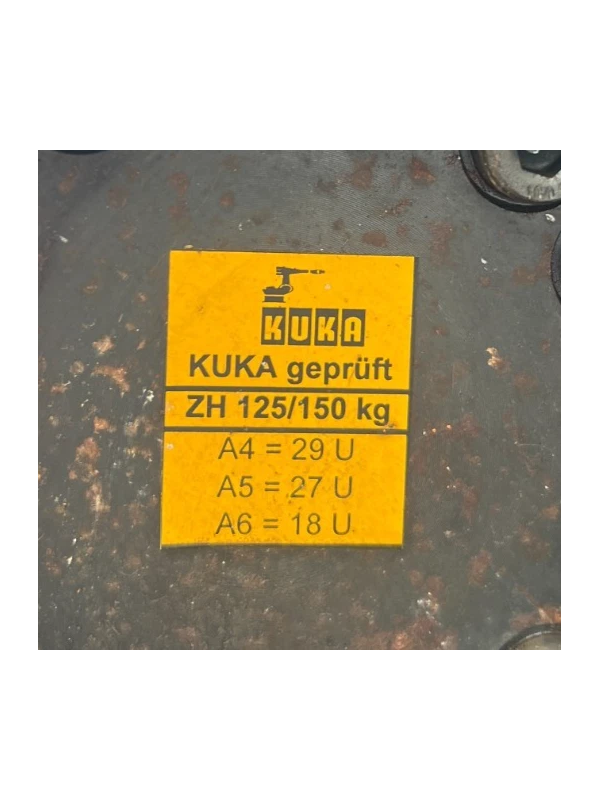 KUKA
KUKA geprüft
ZH 125/150 kg
A4 = 29 U
A5 = 27 U
A6 = 18 U